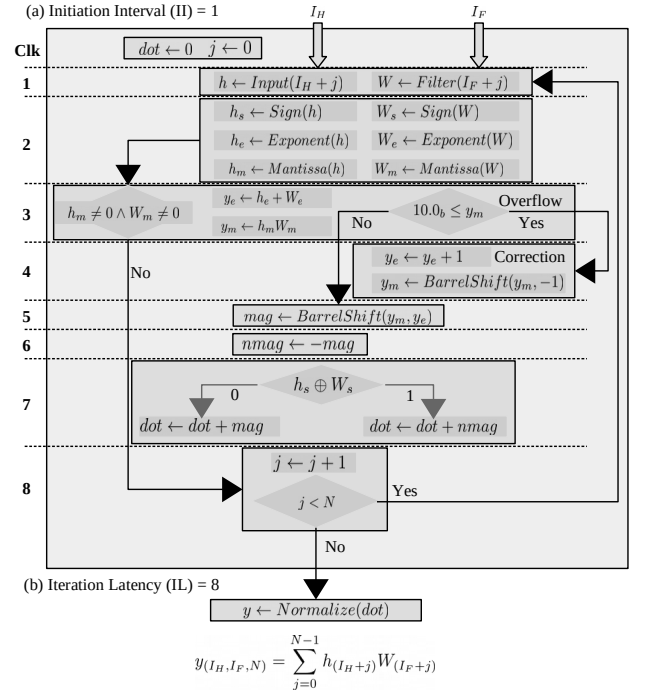 (a) Initiation Interval (II) = 1
I_H I_F
Clk
dot ← 0 j ← 0
1
h ← Input(I_H + j) W ← Filter(I_F + j)
2
h_s ← Sign(h) W_s ← Sign(W)
h_e ← Exponent(h) W_e ← Exponent(W)
h_m ← Mantissa(h) W_m ← Mantissa(W)
3
h_m ≠ 0 ∧ W_m ≠ 0
y_e ← h_e + W_e
y_m ← h_m W_m
10.0_b ≤ y_m
Overflow
No
Yes
4
No
y_e ← y_e + 1 Correction
y_m ← BarrelShift(y_m, −1)
5
mag ← BarrelShift(y_m, y_e)
6
nmag ← −mag
7
h_s ⊕ W_s
0 1
dot ← dot + mag dot ← dot + nmag
8
j ← j + 1
j < N
Yes
No
(b) Iteration Latency (IL) = 8
y ← Normalize(dot)
y_(I_H,I_F,N) = ∑_{j=0}^{N−1} h_(I_H+j) W_(I_F+j)